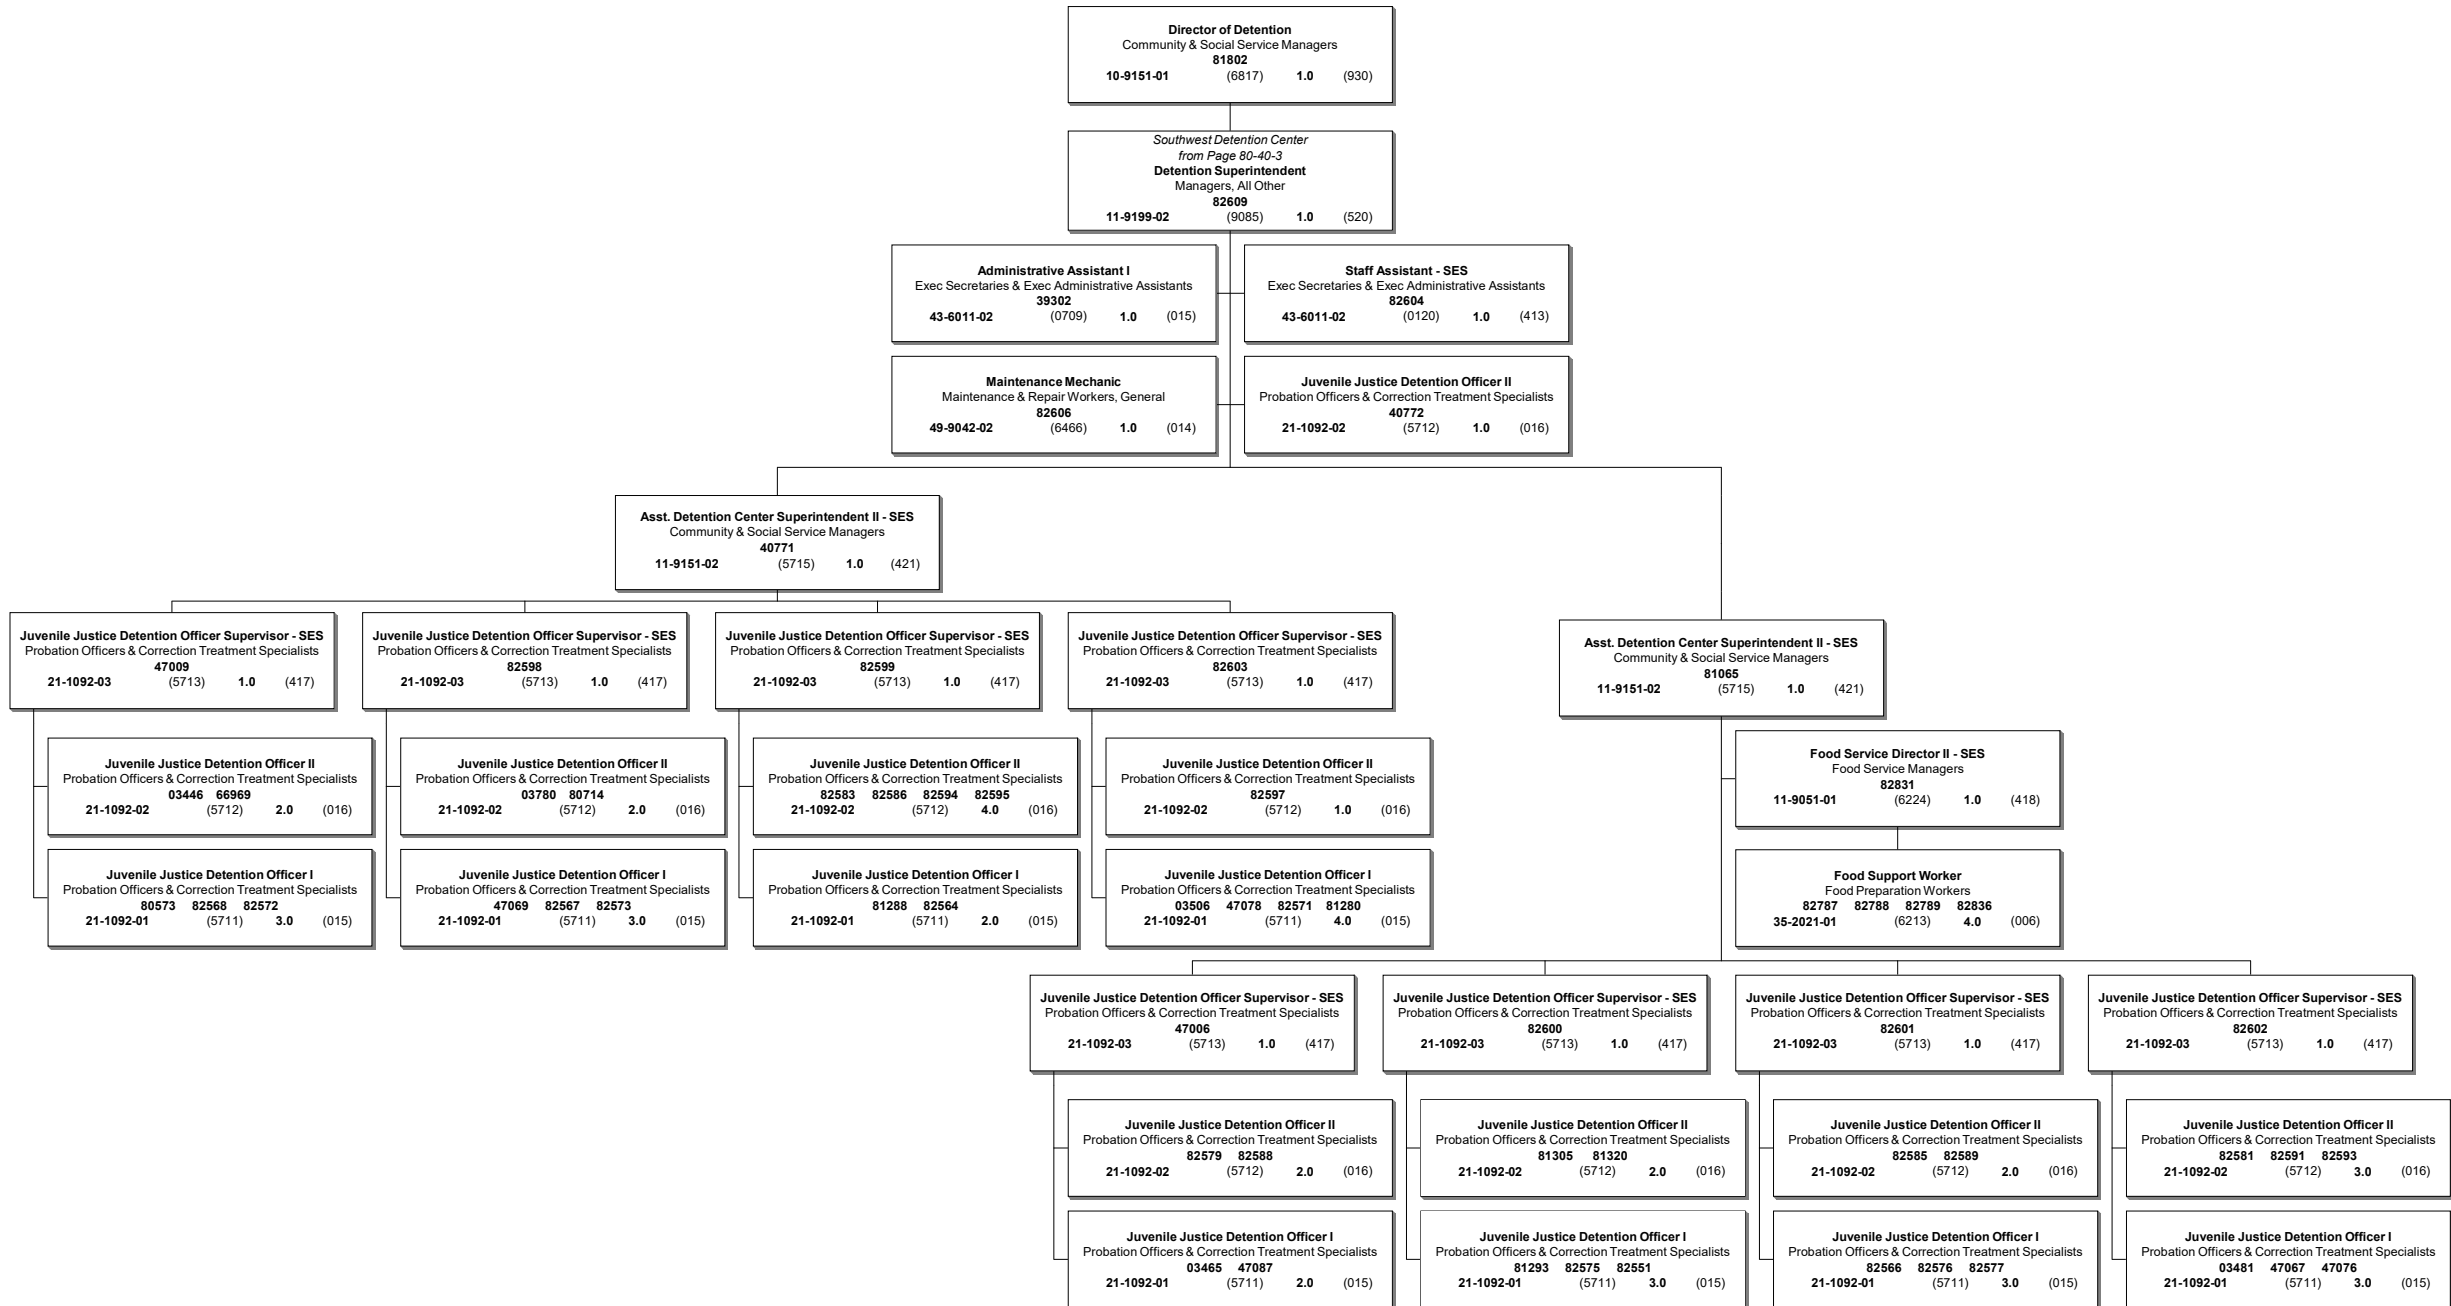 Director of Detention
Community & Social Service Managers
81802
10-9151-01 (6817) 1.0 (930)
Southwest Detention Center
from Page 80-40-3
Detention Superintendent
Managers, All Other
82609
11-9199-02 (9085) 1.0 (520)
Administrative Assistant I
Exec Secretaries & Exec Administrative Assistants
39302
43-6011-02 (0709) 1.0 (015)
Staff Assistant - SES
Exec Secretaries & Exec Administrative Assistants
82604
43-6011-02 (0120) 1.0 (413)
Maintenance Mechanic
Maintenance & Repair Workers, General
82606
49-9042-02 (6466) 1.0 (014)
Juvenile Justice Detention Officer II
Probation Officers & Correction Treatment Specialists
40772
21-1092-02 (5712) 1.0 (016)
Asst. Detention Center Superintendent II - SES
Community & Social Service Managers
40771
11-9151-02 (5715) 1.0 (421)
Juvenile Justice Detention Officer Supervisor - SES
Probation Officers & Correction Treatment Specialists
47009
21-1092-03 (5713) 1.0 (417)
Juvenile Justice Detention Officer II
Probation Officers & Correction Treatment Specialists
03446 66969
21-1092-02 (5712) 2.0 (016)
Juvenile Justice Detention Officer I
Probation Officers & Correction Treatment Specialists
80573 82568 82572
21-1092-01 (5711) 3.0 (015)
Juvenile Justice Detention Officer Supervisor - SES
Probation Officers & Correction Treatment Specialists
82598
21-1092-03 (5713) 1.0 (417)
Juvenile Justice Detention Officer II
Probation Officers & Correction Treatment Specialists
03780 80714
21-1092-02 (5712) 2.0 (016)
Juvenile Justice Detention Officer I
Probation Officers & Correction Treatment Specialists
47069 82567 82573
21-1092-01 (5711) 3.0 (015)
Juvenile Justice Detention Officer Supervisor - SES
Probation Officers & Correction Treatment Specialists
82599
21-1092-03 (5713) 1.0 (417)
Juvenile Justice Detention Officer II
Probation Officers & Correction Treatment Specialists
82583 82586 82594 82595
21-1092-02 (5712) 4.0 (016)
Juvenile Justice Detention Officer I
Probation Officers & Correction Treatment Specialists
81288 82564
21-1092-01 (5711) 2.0 (015)
Juvenile Justice Detention Officer Supervisor - SES
Probation Officers & Correction Treatment Specialists
82603
21-1092-03 (5713) 1.0 (417)
Juvenile Justice Detention Officer II
Probation Officers & Correction Treatment Specialists
82597
21-1092-02 (5712) 1.0 (016)
Juvenile Justice Detention Officer I
Probation Officers & Correction Treatment Specialists
03506 47078 82571 81280
21-1092-01 (5711) 4.0 (015)
Asst. Detention Center Superintendent II - SES
Community & Social Service Managers
81065
11-9151-02 (5715) 1.0 (421)
Food Service Director II - SES
Food Service Managers
82831
11-9051-01 (6224) 1.0 (418)
Food Support Worker
Food Preparation Workers
82787 82788 82789 82836
35-2021-01 (6213) 4.0 (006)
Juvenile Justice Detention Officer Supervisor - SES
Probation Officers & Correction Treatment Specialists
47006
21-1092-03 (5713) 1.0 (417)
Juvenile Justice Detention Officer II
Probation Officers & Correction Treatment Specialists
82579 82588
21-1092-02 (5712) 2.0 (016)
Juvenile Justice Detention Officer I
Probation Officers & Correction Treatment Specialists
03465 47087
21-1092-01 (5711) 2.0 (015)
Juvenile Justice Detention Officer Supervisor - SES
Probation Officers & Correction Treatment Specialists
82600
21-1092-03 (5713) 1.0 (417)
Juvenile Justice Detention Officer II
Probation Officers & Correction Treatment Specialists
81305 81320
21-1092-02 (5712) 2.0 (016)
Juvenile Justice Detention Officer I
Probation Officers & Correction Treatment Specialists
81293 82575 82551
21-1092-01 (5711) 3.0 (015)
Juvenile Justice Detention Officer Supervisor - SES
Probation Officers & Correction Treatment Specialists
82601
21-1092-03 (5713) 1.0 (417)
Juvenile Justice Detention Officer II
Probation Officers & Correction Treatment Specialists
82585 82589
21-1092-02 (5712) 2.0 (016)
Juvenile Justice Detention Officer I
Probation Officers & Correction Treatment Specialists
82566 82576 82577
21-1092-01 (5711) 3.0 (015)
Juvenile Justice Detention Officer Supervisor - SES
Probation Officers & Correction Treatment Specialists
82602
21-1092-03 (5713) 1.0 (417)
Juvenile Justice Detention Officer II
Probation Officers & Correction Treatment Specialists
82581 82591 82593
21-1092-02 (5712) 3.0 (016)
Juvenile Justice Detention Officer I
Probation Officers & Correction Treatment Specialists
03481 47067 47076
21-1092-01 (5711) 3.0 (015)